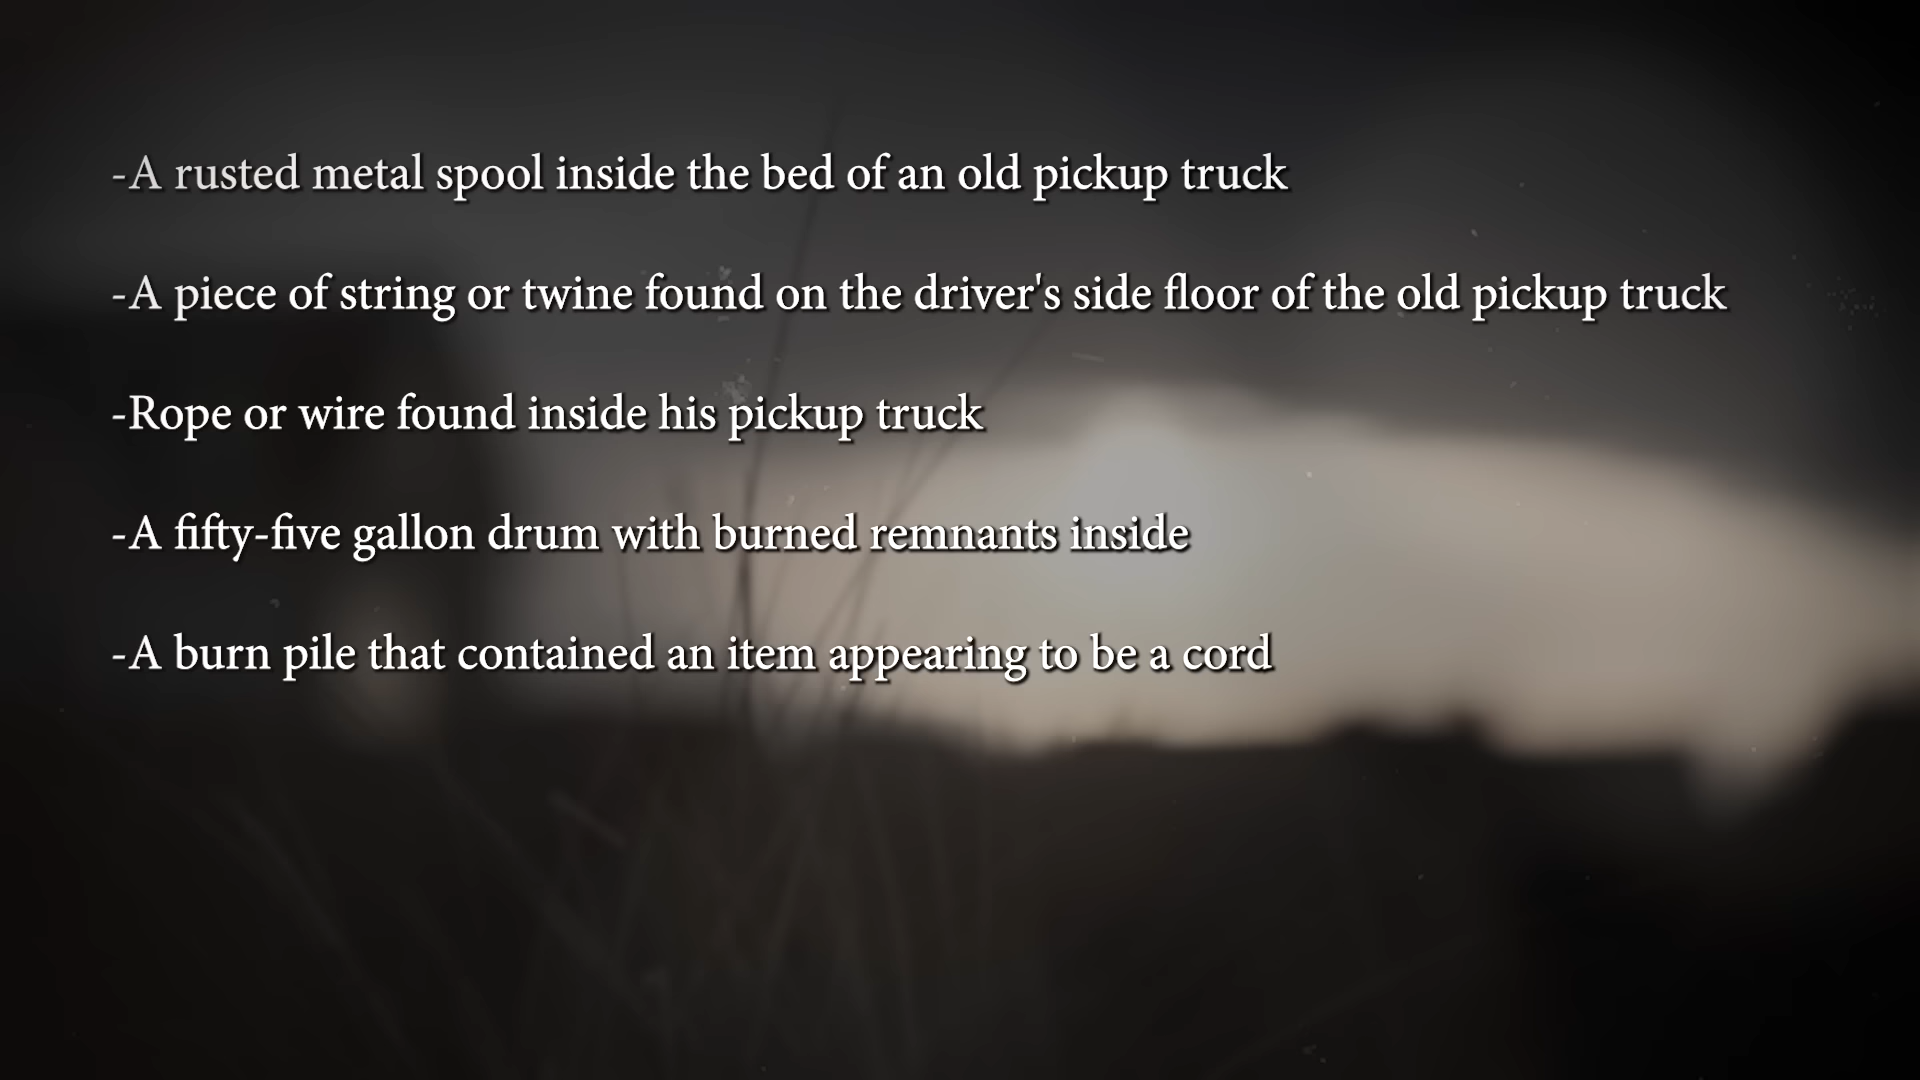 -A rusted metal spool inside the bed of an old pickup truck
-A piece of string or twine found on the driver's side floor of the old pickup truck
-Rope or wire found inside his pickup truck
-A fifty-five gallon drum with burned remnants inside
-A burn pile that contained an item appearing to be a cord